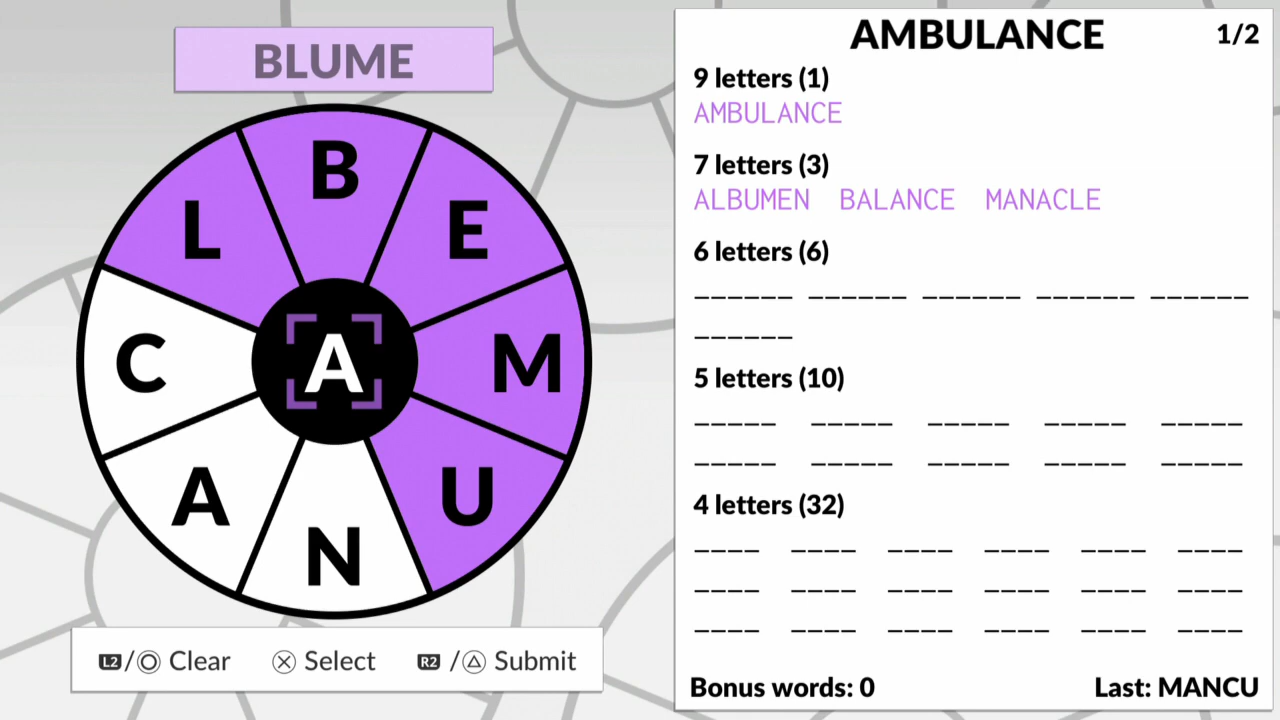 BLUME
B
L
E
C
A
M
A
U
N
L2/ Clear
Select
R2 / Submit
AMBULANCE
1/2
9 letters (1)
AMBULANCE
7 letters (3)
ALBUMEN BALANCE MANACLE
6 letters (6)
5 letters (10)
4 letters (32)
Bonus words: 0
Last: MANCU